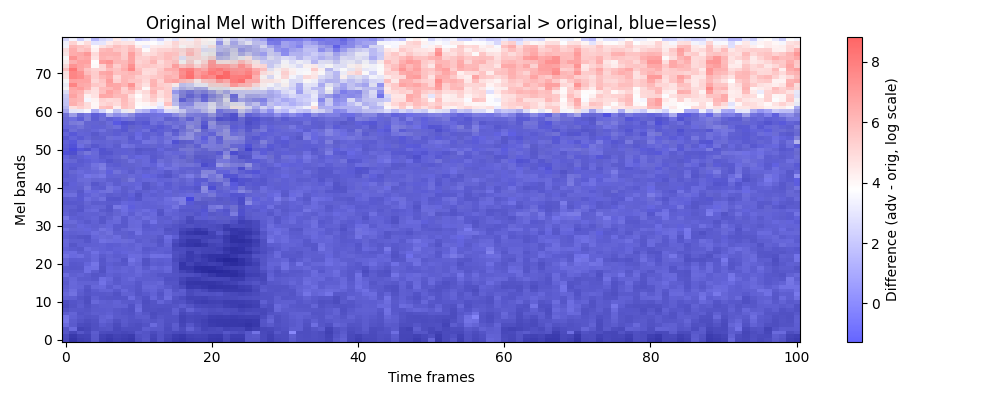 Original Mel with Differences (red=adversarial > original, blue=less)
Mel bands
70
60
50
40
30
20
10
0
0 20 40 60 80 100
Time frames
8
6
4
2
0
Difference (adv - orig, log scale)